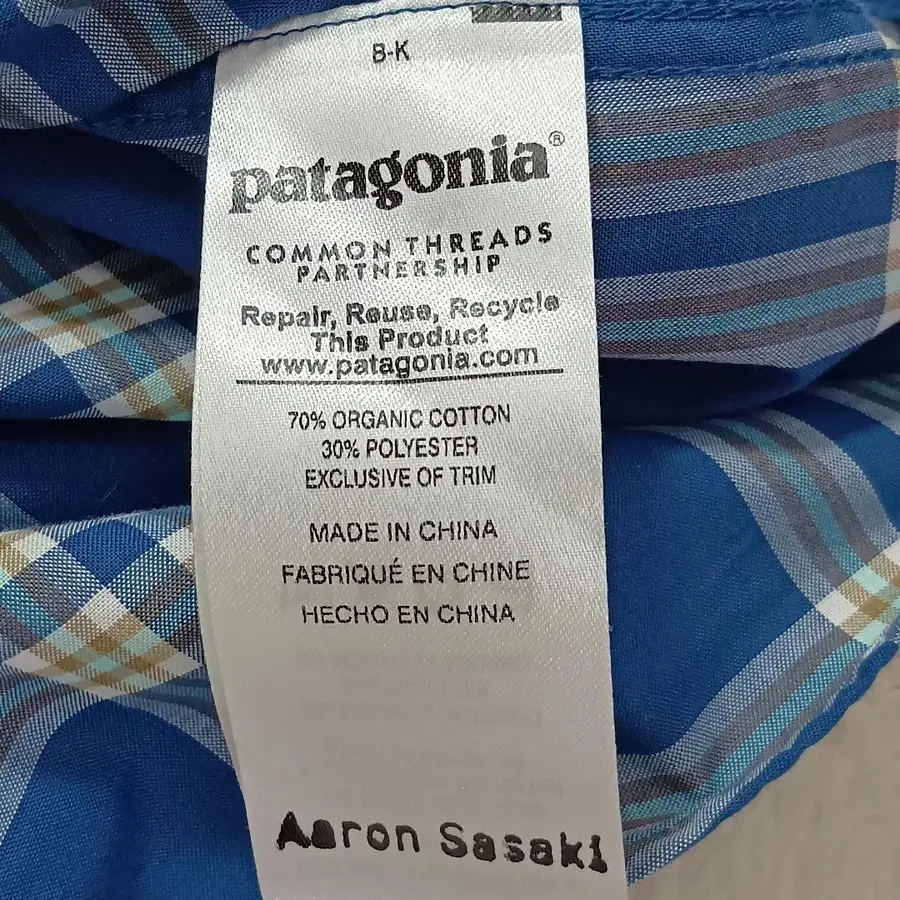 B-K
patagonia®
COMMON THREADS
PARTNERSHIP
Repair, Reuse, Recycle
This Product
www.patagonia.com
70% ORGANIC COTTON
30% POLYESTER
EXCLUSIVE OF TRIM
MADE IN CHINA
FABRIQUÉ EN CHINE
HECHO EN CHINA
Aaron Sasaki